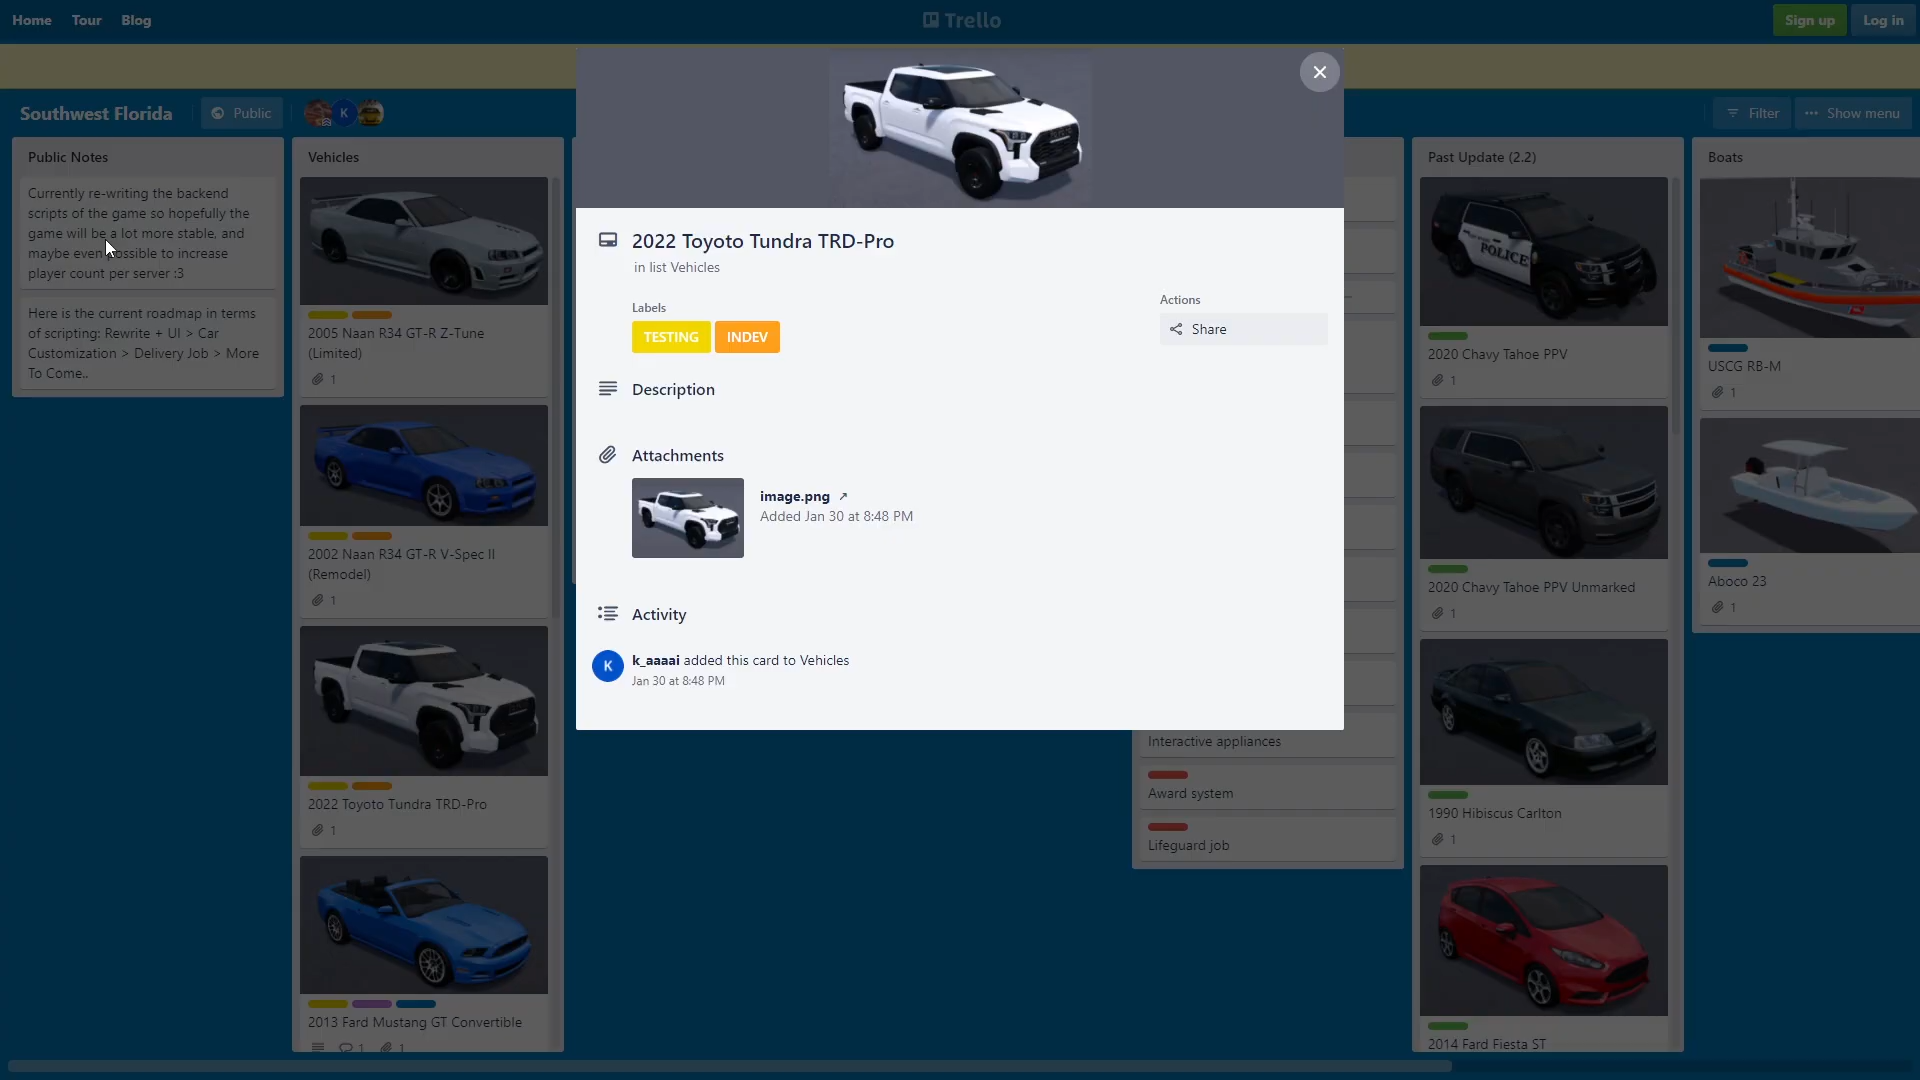 Home Tour Blog
Trello
Sign up Log in
Southwest Florida
Public
K
Filter
Show menu
Public Notes
Currently re-writing the backend
scripts of the game so hopefully the
game will be a lot more stable, and
maybe even possible to increase
player count per server :3
Here is the current roadmap in terms
of scripting: Rewrite + UI > Car
Customization > Delivery Job > More
To Come..
Vehicles
2005 Naan R34 GT-R Z-Tune
(Limited)
1
2002 Naan R34 GT-R V-Spec II
(Remodel)
1
2022 Toyoto Tundra TRD-Pro
1
2013 Fard Mustang GT Convertible
1 1
2022 Toyoto Tundra TRD-Pro
in list Vehicles
Labels
TESTING INDEV
Actions
Share
Description
Attachments
image.png
Added Jan 30 at 8:48 PM
Activity
K
k_aaaai added this card to Vehicles
Jan 30 at 8:48 PM
Interactive appliances
Award system
Lifeguard job
Past Update (2.2)
POLICE
2020 Chavy Tahoe PPV
1
2020 Chavy Tahoe PPV Unmarked
1
1990 Hibiscus Carlton
1
2014 Fard Fiesta ST
Boats
USCG RB-M
1
Aboco 23
1